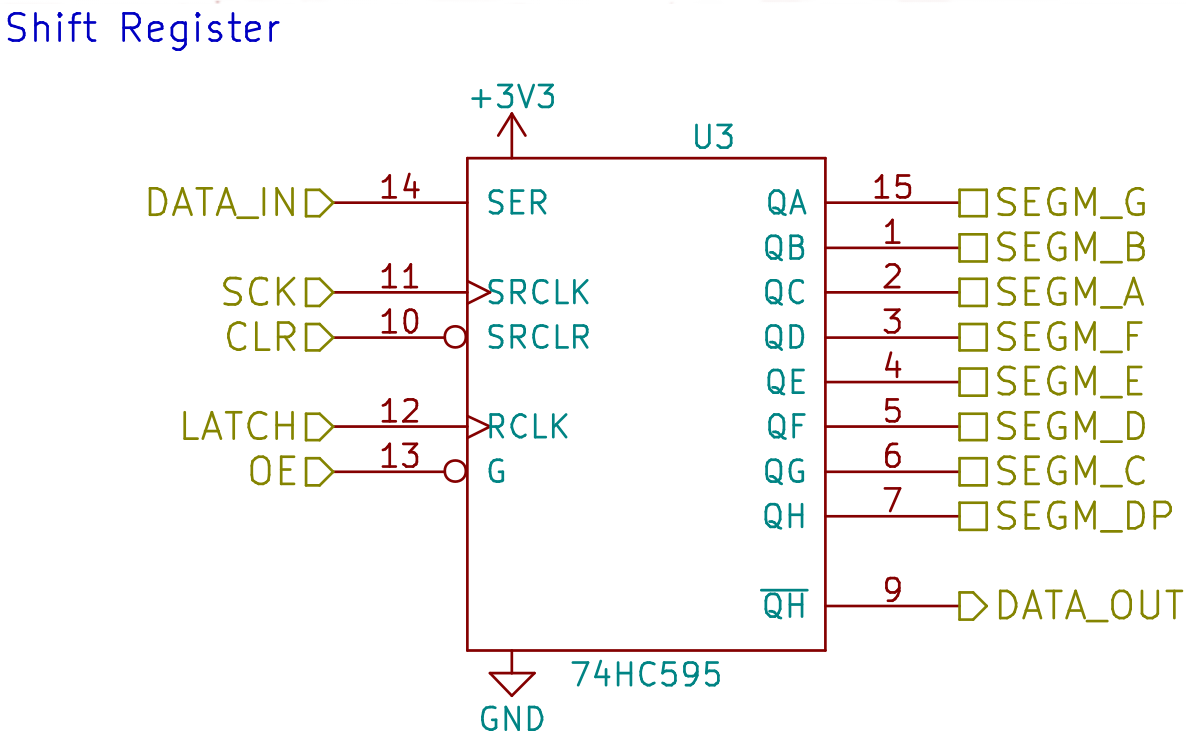 Shift Register
+3V3
U3
DATA_IN 14 SER QA 15 SEGM_G
QB 1 SEGM_B
SCK 11 SRCLK QC 2 SEGM_A
CLR 10 SRCLR QD 3 SEGM_F
QE 4 SEGM_E
LATCH 12 RCLK QF 5 SEGM_D
OE 13 G QG 6 SEGM_C
QH 7 SEGM_DP
QH 9 DATA_OUT
74HC595
GND